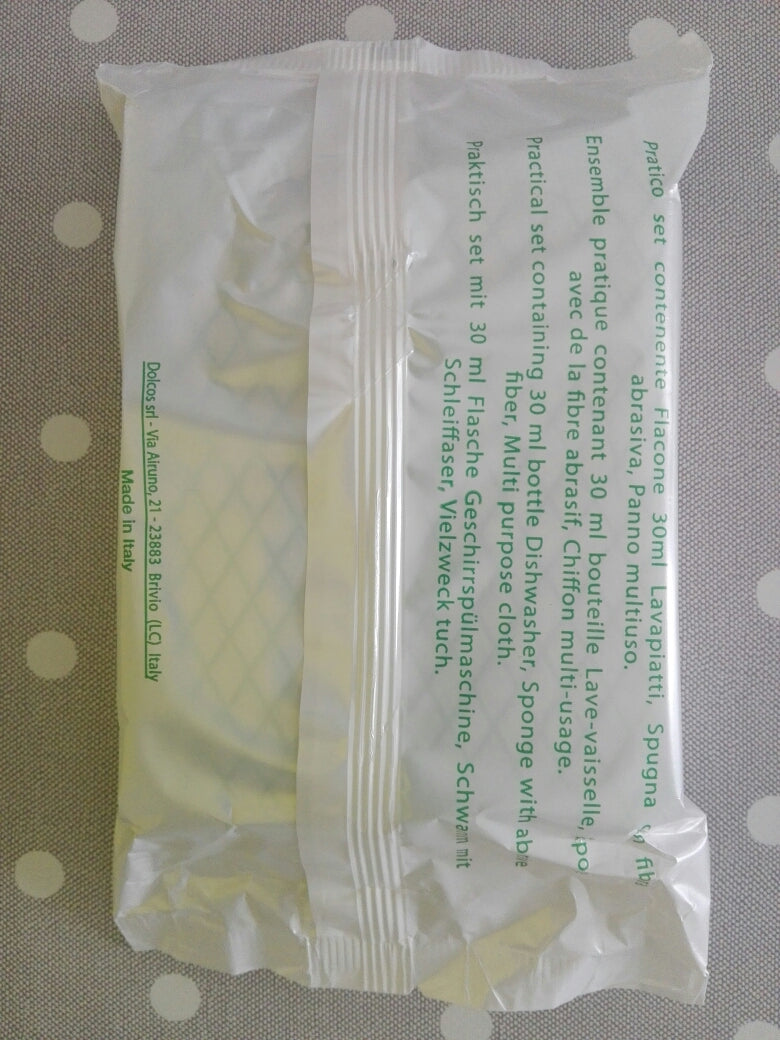 Pratico set contenente Flacone 30ml Lavapiatti, Spugna
abrasiva, Panno multiuso.
Ensemble pratique contenant 30 ml bouteille Lave-vaisselle,
avec de la fibre abrasif, Chiffon multi-usage.
Practical set containing 30 ml bottle Dishwasher, Sponge with
fiber, Multi purpose cloth.
Praktisch set mit 30 ml Flasche Geschirrspülmaschine, Schwamm mit
Schleiffaser, Vielzweck tuch.
Dolcos srl - Via Airuno, 21 - 23883 Brivio (LC) Italy
Made in Italy